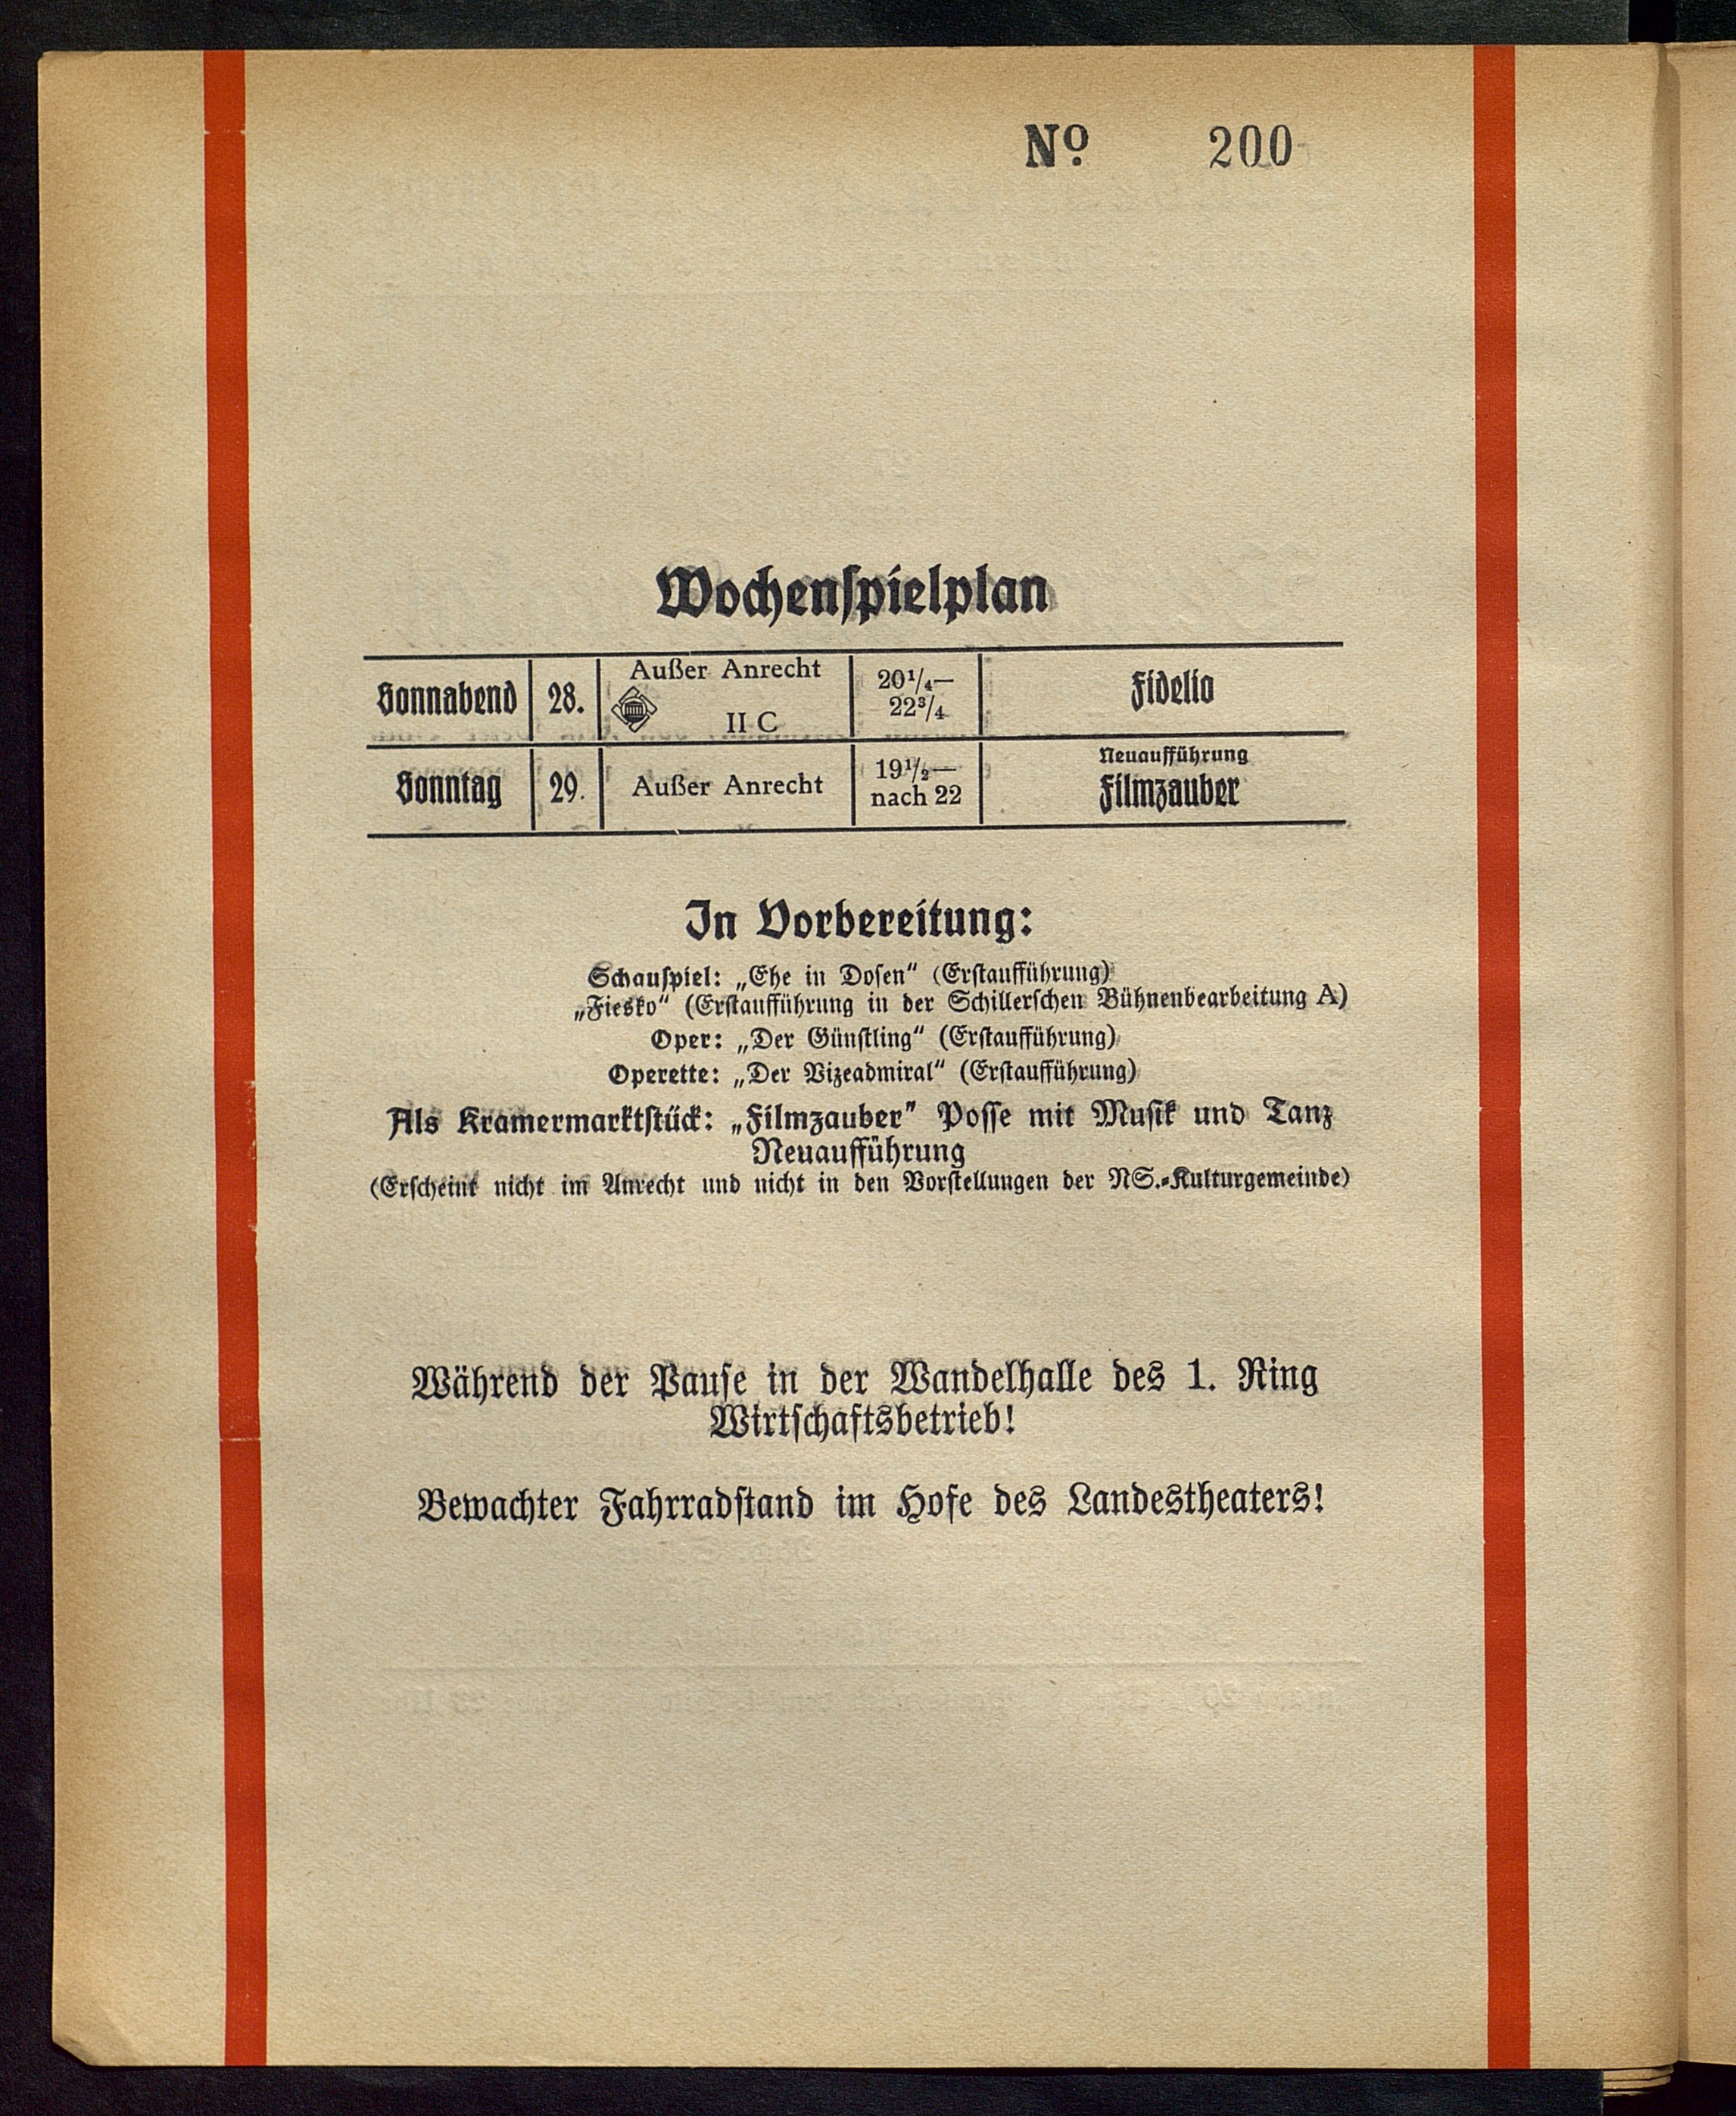 Nº 200
Wochenspielplan
Sonnabend 28. Außer Anrecht II C 20¹/₄— 22³/₄ Fidelio
Sonntag 29. Außer Anrecht 19¹/₂— nach 22 Neuaufführung Filmzauber
In Vorbereitung:
Schauspiel: „Ehe in Dosen“ (Erstaufführung)
„Fiesko“ (Erstaufführung in der Schillerschen Bühnenbearbeitung A)
Oper: „Der Günstling“ (Erstaufführung)
Operette: „Der Vizeadmiral“ (Erstaufführung)
Als Kramermarktstück: „Filmzauber” Posse mit Musik und Tanz
Neuaufführung
(Erscheint nicht im Anrecht und nicht in den Vorstellungen der NS.-Kulturgemeinde)
Während der Pause in der Wandelhalle des 1. Ring
Wirtschaftsbetrieb!
Bewachter Fahrradstand im Hofe des Landestheaters!